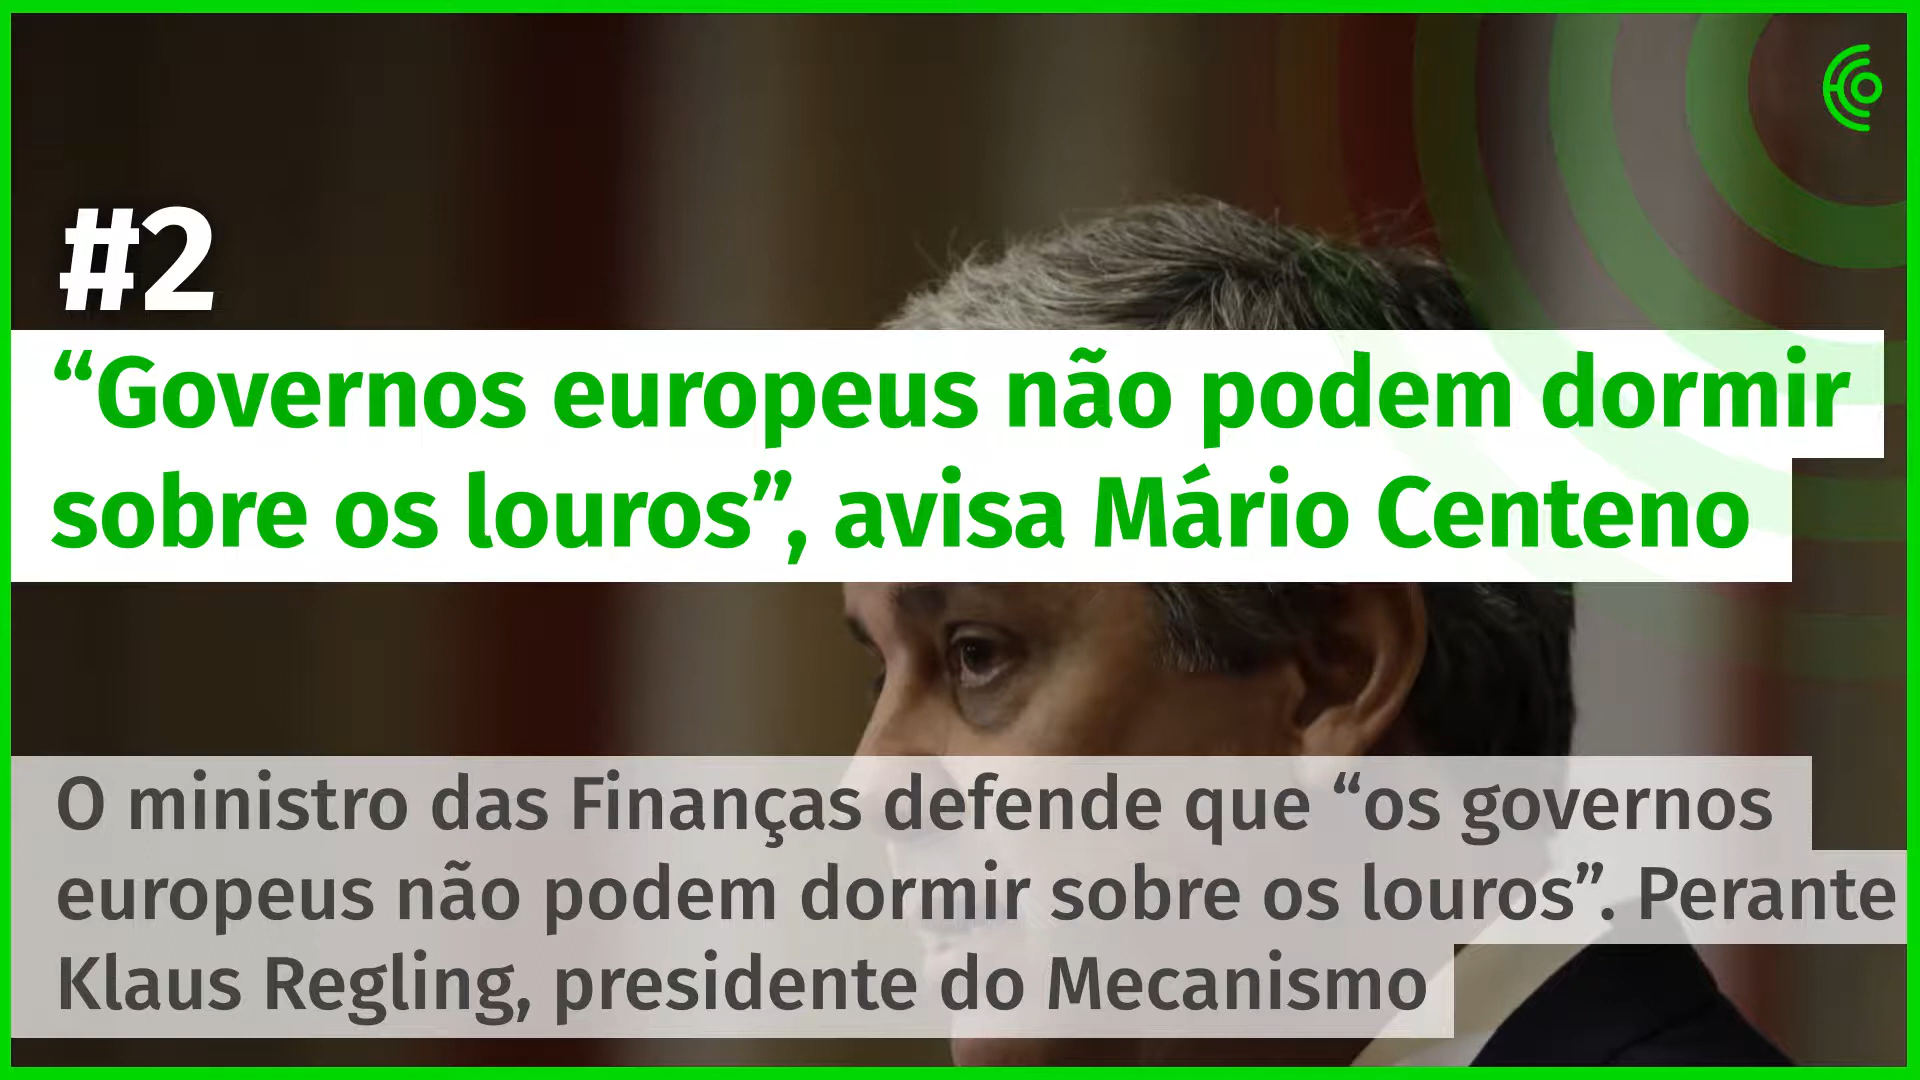 #2
“Governos europeus não podem dormir
sobre os louros”, avisa Mário Centeno
O ministro das Finanças defende que “os governos
europeus não podem dormir sobre os louros”. Perante
Klaus Regling, presidente do Mecanismo